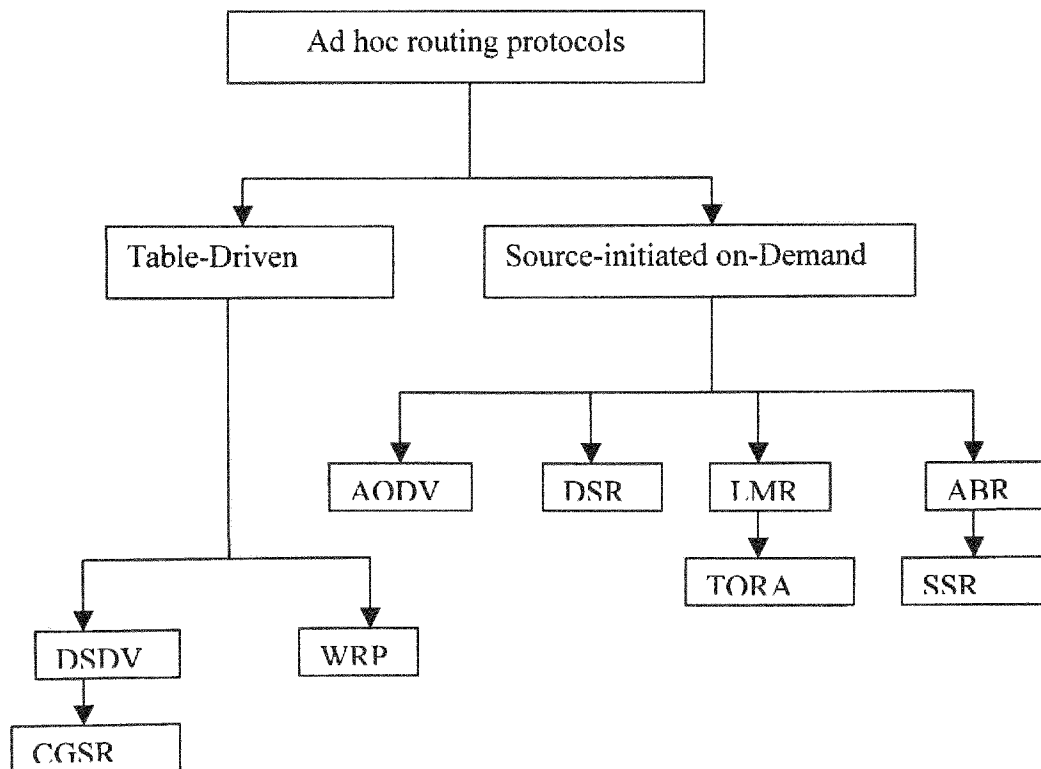 Ad hoc routing protocols
Table-Driven
Source-initiated on-Demand
AODV
DSR
LMR
ABR
TORA
SSR
DSDV
WRP
CGSR